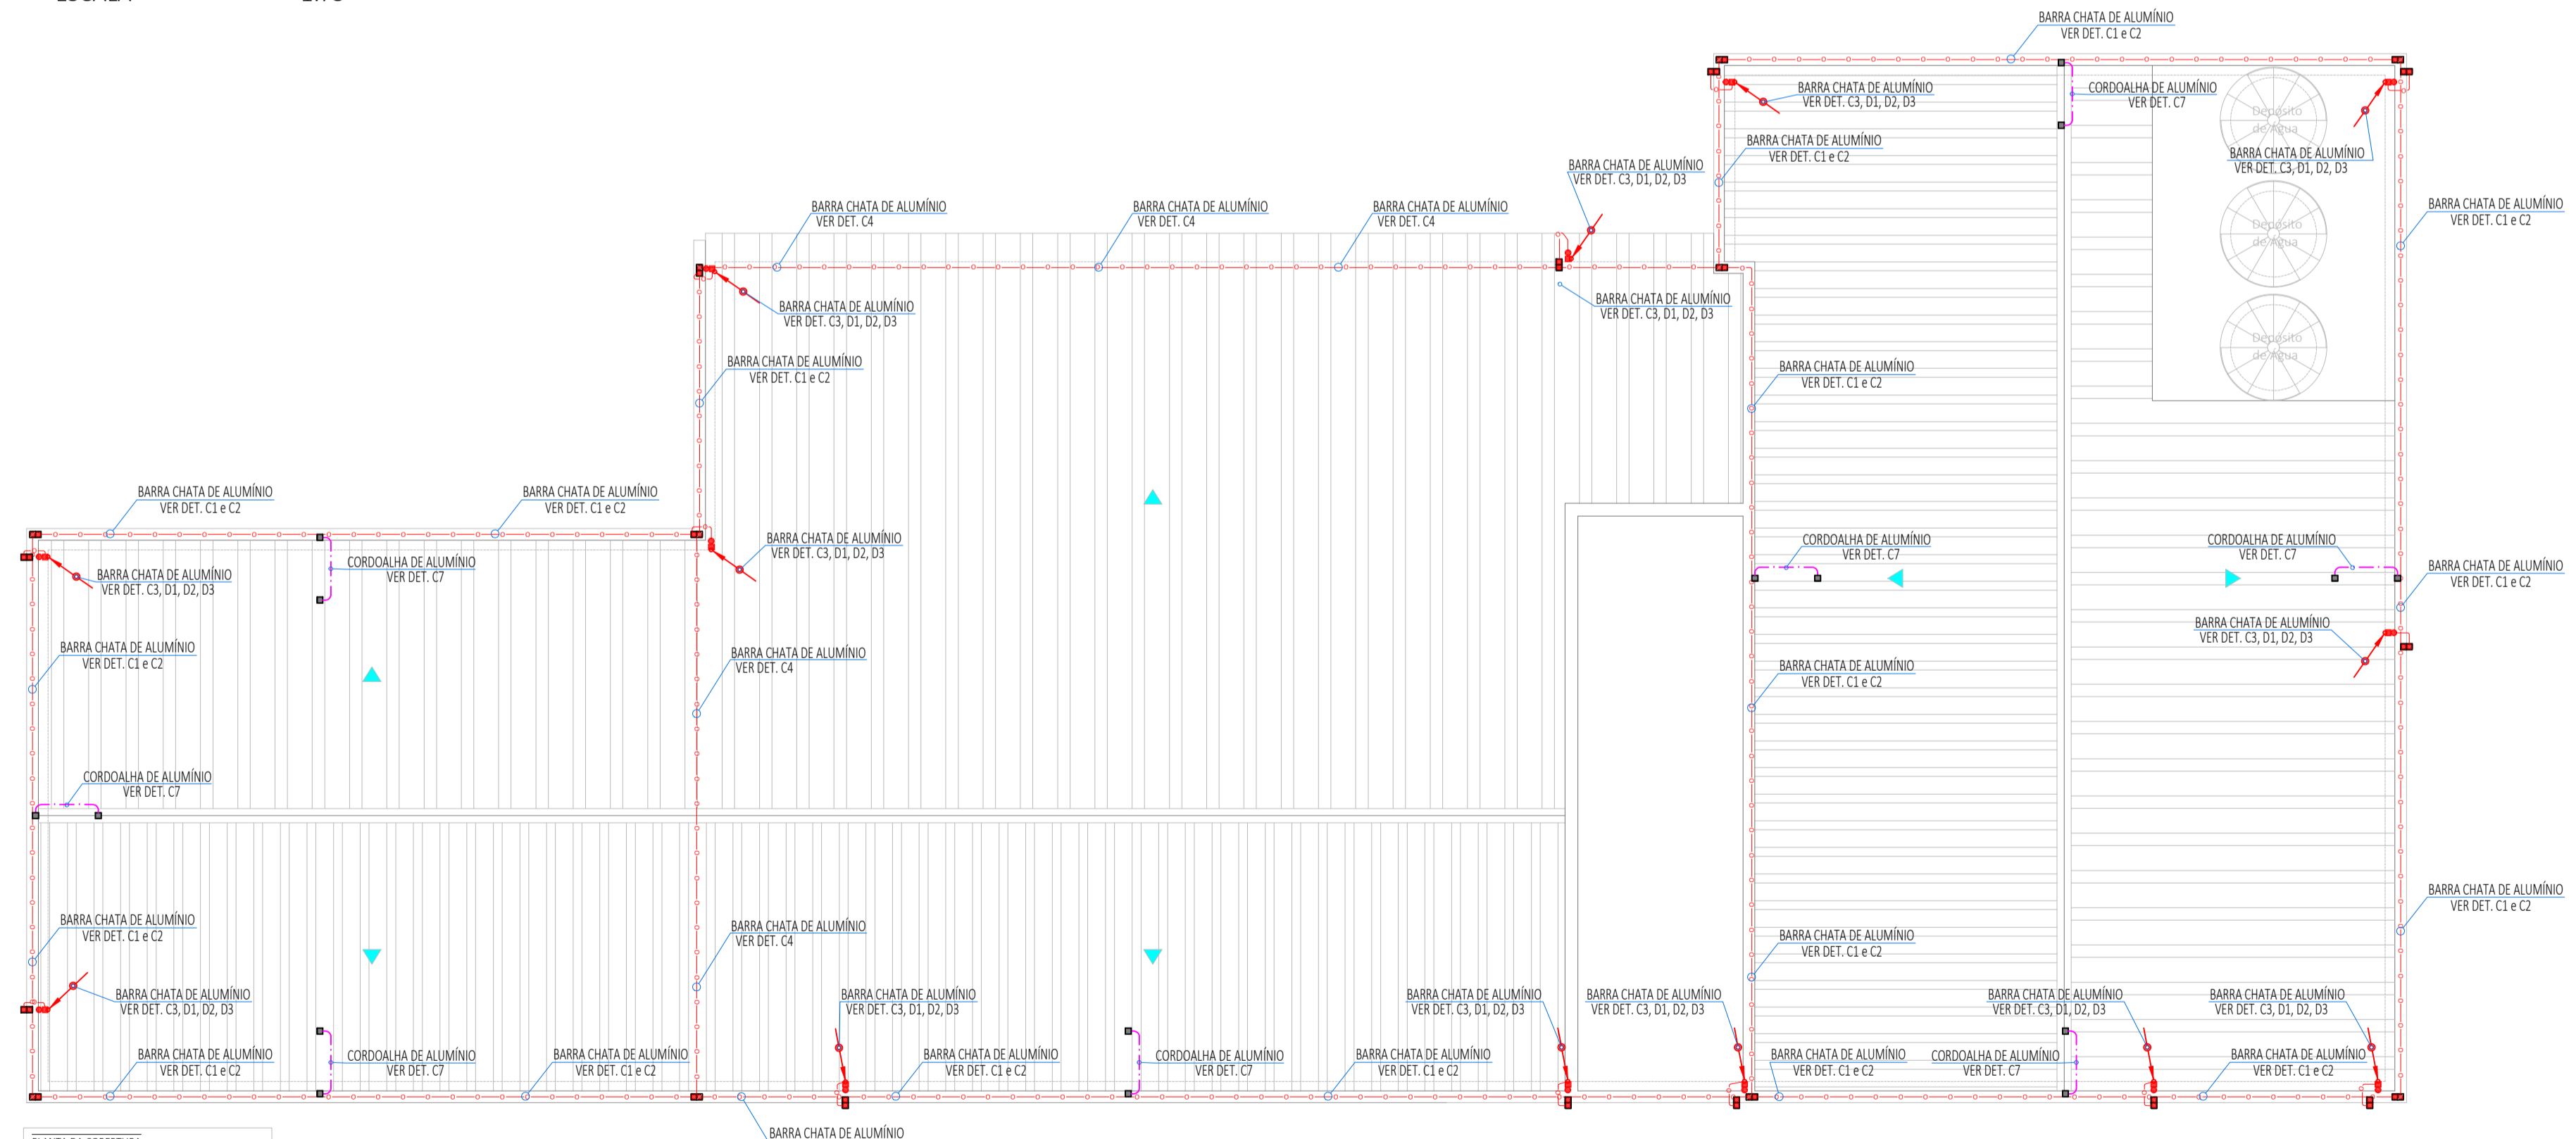 BARRA CHATA DE ALUMÍNIO
VER DET. C1 e C2
BARRA CHATA DE ALUMÍNIO
VER DET. C3, D1, D2, D3
CORDOALHA DE ALUMÍNIO
VER DET. C7
Depósito
de Água
BARRA CHATA DE ALUMÍNIO
VER DET. C1 e C2
BARRA CHATA DE ALUMÍNIO
VER DET. C3, D1, D2, D3
BARRA CHATA DE ALUMÍNIO
VER DET. C3, D1, D2, D3
BARRA CHATA DE ALUMÍNIO
VER DET. C4
BARRA CHATA DE ALUMÍNIO
VER DET. C4
BARRA CHATA DE ALUMÍNIO
VER DET. C4
BARRA CHATA DE ALUMÍNIO
VER DET. C1 e C2
Depósito
de Água
BARRA CHATA DE ALUMÍNIO
VER DET. C3, D1, D2, D3
BARRA CHATA DE ALUMÍNIO
VER DET. C3, D1, D2, D3
Depósito
de Água
BARRA CHATA DE ALUMÍNIO
VER DET. C1 e C2
BARRA CHATA DE ALUMÍNIO
VER DET. C1 e C2
BARRA CHATA DE ALUMÍNIO
VER DET. C1 e C2
BARRA CHATA DE ALUMÍNIO
VER DET. C1 e C2
BARRA CHATA DE ALUMÍNIO
VER DET. C3, D1, D2, D3
CORDOALHA DE ALUMÍNIO
VER DET. C7
CORDOALHA DE ALUMÍNIO
VER DET. C7
CORDOALHA DE ALUMÍNIO
VER DET. C7
BARRA CHATA DE ALUMÍNIO
VER DET. C3, D1, D2, D3
BARRA CHATA DE ALUMÍNIO
VER DET. C1 e C2
BARRA CHATA DE ALUMÍNIO
VER DET. C3, D1, D2, D3
BARRA CHATA DE ALUMÍNIO
VER DET. C1 e C2
BARRA CHATA DE ALUMÍNIO
VER DET. C4
BARRA CHATA DE ALUMÍNIO
VER DET. C1 e C2
CORDOALHA DE ALUMÍNIO
VER DET. C7
BARRA CHATA DE ALUMÍNIO
VER DET. C1 e C2
BARRA CHATA DE ALUMÍNIO
VER DET. C1 e C2
BARRA CHATA DE ALUMÍNIO
VER DET. C4
BARRA CHATA DE ALUMÍNIO
VER DET. C1 e C2
BARRA CHATA DE ALUMÍNIO
VER DET. C3, D1, D2, D3
BARRA CHATA DE ALUMÍNIO
VER DET. C3, D1, D2, D3
BARRA CHATA DE ALUMÍNIO
VER DET. C3, D1, D2, D3
BARRA CHATA DE ALUMÍNIO
VER DET. C3, D1, D2, D3
BARRA CHATA DE ALUMÍNIO
VER DET. C3, D1, D2, D3
BARRA CHATA DE ALUMÍNIO
VER DET. C3, D1, D2, D3
BARRA CHATA DE ALUMÍNIO
VER DET. C1 e C2
CORDOALHA DE ALUMÍNIO
VER DET. C7
BARRA CHATA DE ALUMÍNIO
VER DET. C1 e C2
BARRA CHATA DE ALUMÍNIO
VER DET. C1 e C2
CORDOALHA DE ALUMÍNIO
VER DET. C7
BARRA CHATA DE ALUMÍNIO
VER DET. C1 e C2
BARRA CHATA DE ALUMÍNIO
VER DET. C1 e C2
CORDOALHA DE ALUMÍNIO
VER DET. C7
BARRA CHATA DE ALUMÍNIO
VER DET. C1 e C2
BARRA CHATA DE ALUMÍNIO